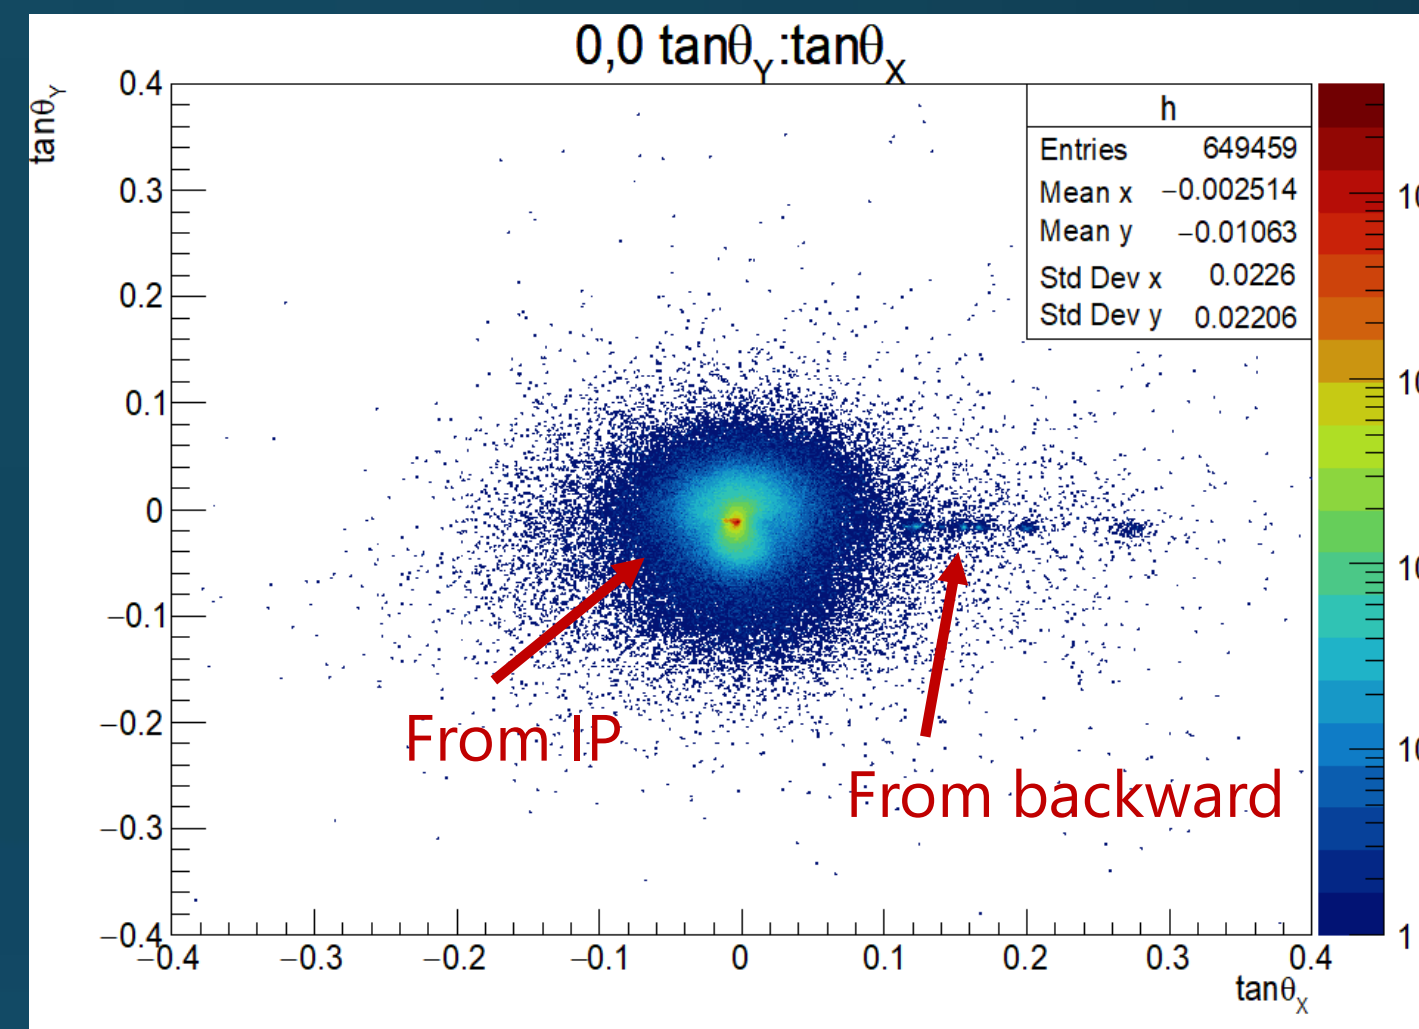 0,0 tanθY:tanθX
tanθY
h
Entries 649459
Mean x −0.002514
Mean y −0.01063
Std Dev x 0.0226
Std Dev y 0.02206
0.4
0.3
0.2
0.1
0
−0.1
−0.2
−0.3
−0.4
From IP
From backward
−0.4 −0.3 −0.2 −0.1 0 0.1 0.2 0.3 0.4
tanθX
1